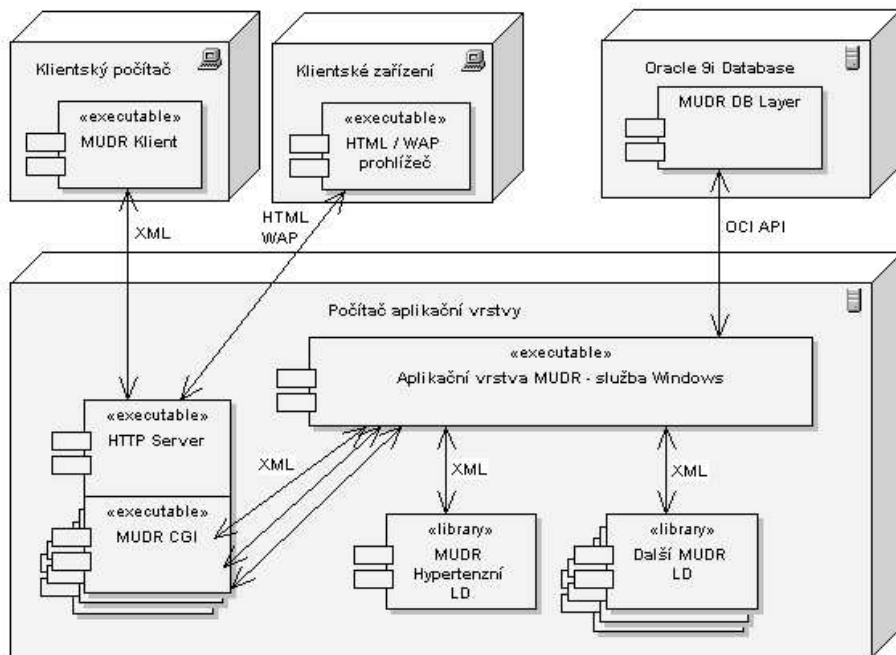 Klientský počítač
«executable»
MUDR Klient
Klientské zařízení
«executable»
HTML / WAP
prohlížeč
Oracle 9i Database
MUDR DB Layer
XML
HTML
WAP
OCI API
Počítač aplikační vrstvy
«executable»
Aplikační vrstva MUDR - služba Windows
«executable»
HTTP Server
XML
XML
XML
«executable»
MUDR CGI
«library»
MUDR
Hypertenzní
LD
«library»
Další MUDR
LD